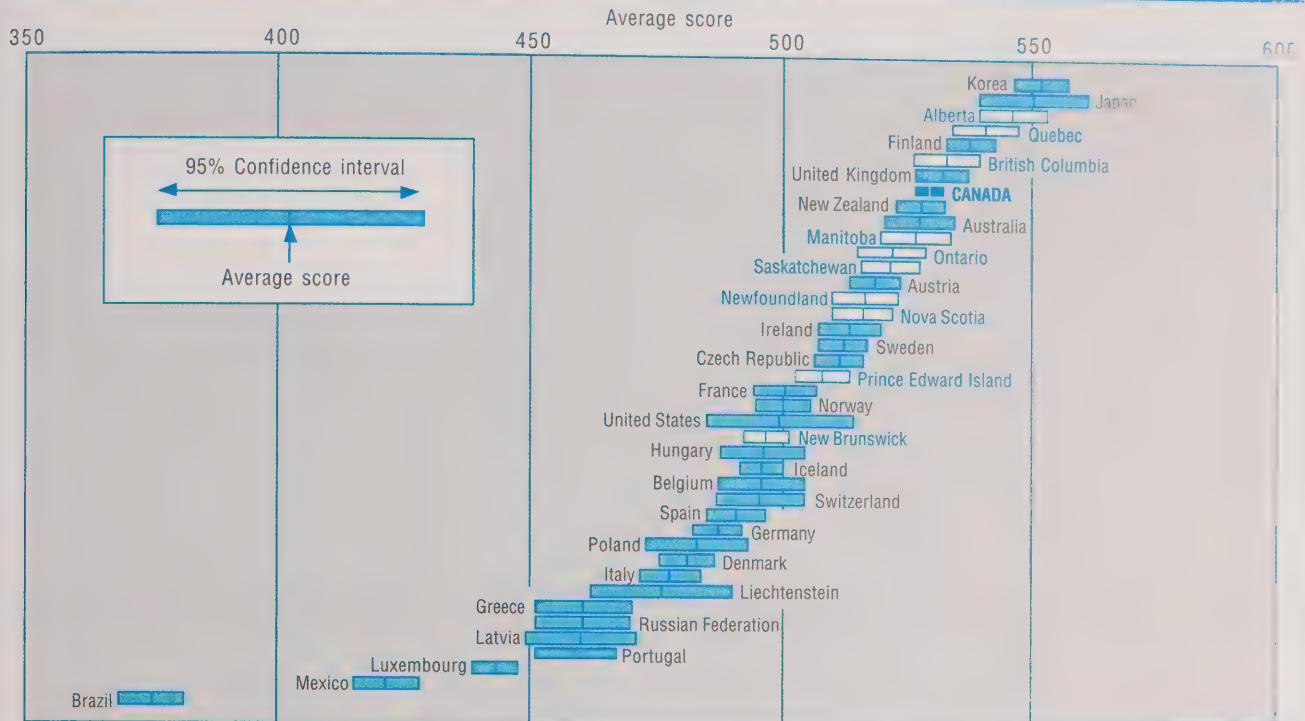 Average score
350 400 450 500 550 600
Korea
Japan
Alberta
Quebec
Finland
British Columbia
95% Confidence interval
United Kingdom
CANADA
New Zealand
Australia
Manitoba
Ontario
Average score
Saskatchewan
Austria
Newfoundland
Nova Scotia
Ireland
Sweden
Czech Republic
Prince Edward Island
France
Norway
United States
New Brunswick
Hungary
Iceland
Belgium
Switzerland
Spain
Germany
Poland
Denmark
Italy
Liechtenstein
Greece
Russian Federation
Latvia
Portugal
Luxembourg
Mexico
Brazil